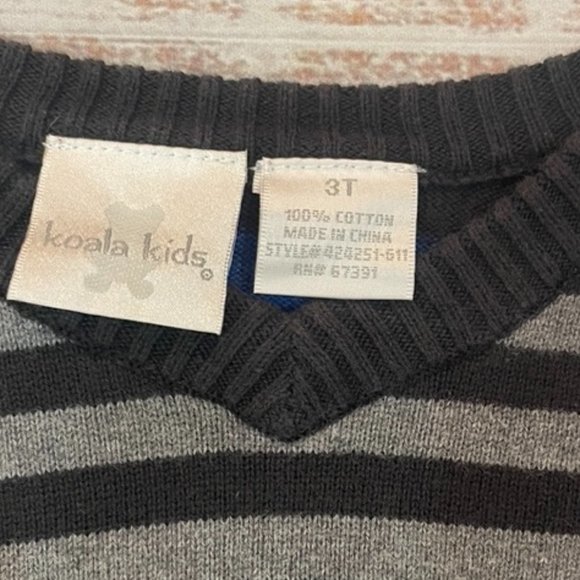 koala kids®
3T
100% COTTON
MADE IN CHINA
STYLE# 424251-611
RN# 67391